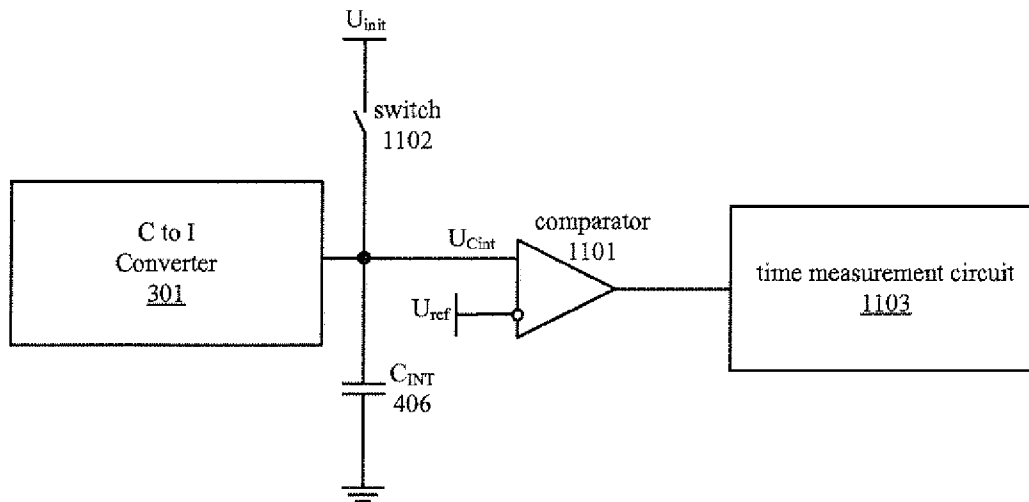 U_init
switch
1102
C to I
Converter
301
U_Cint
comparator
1101
U_ref
time measurement circuit
1103
C_INT
406